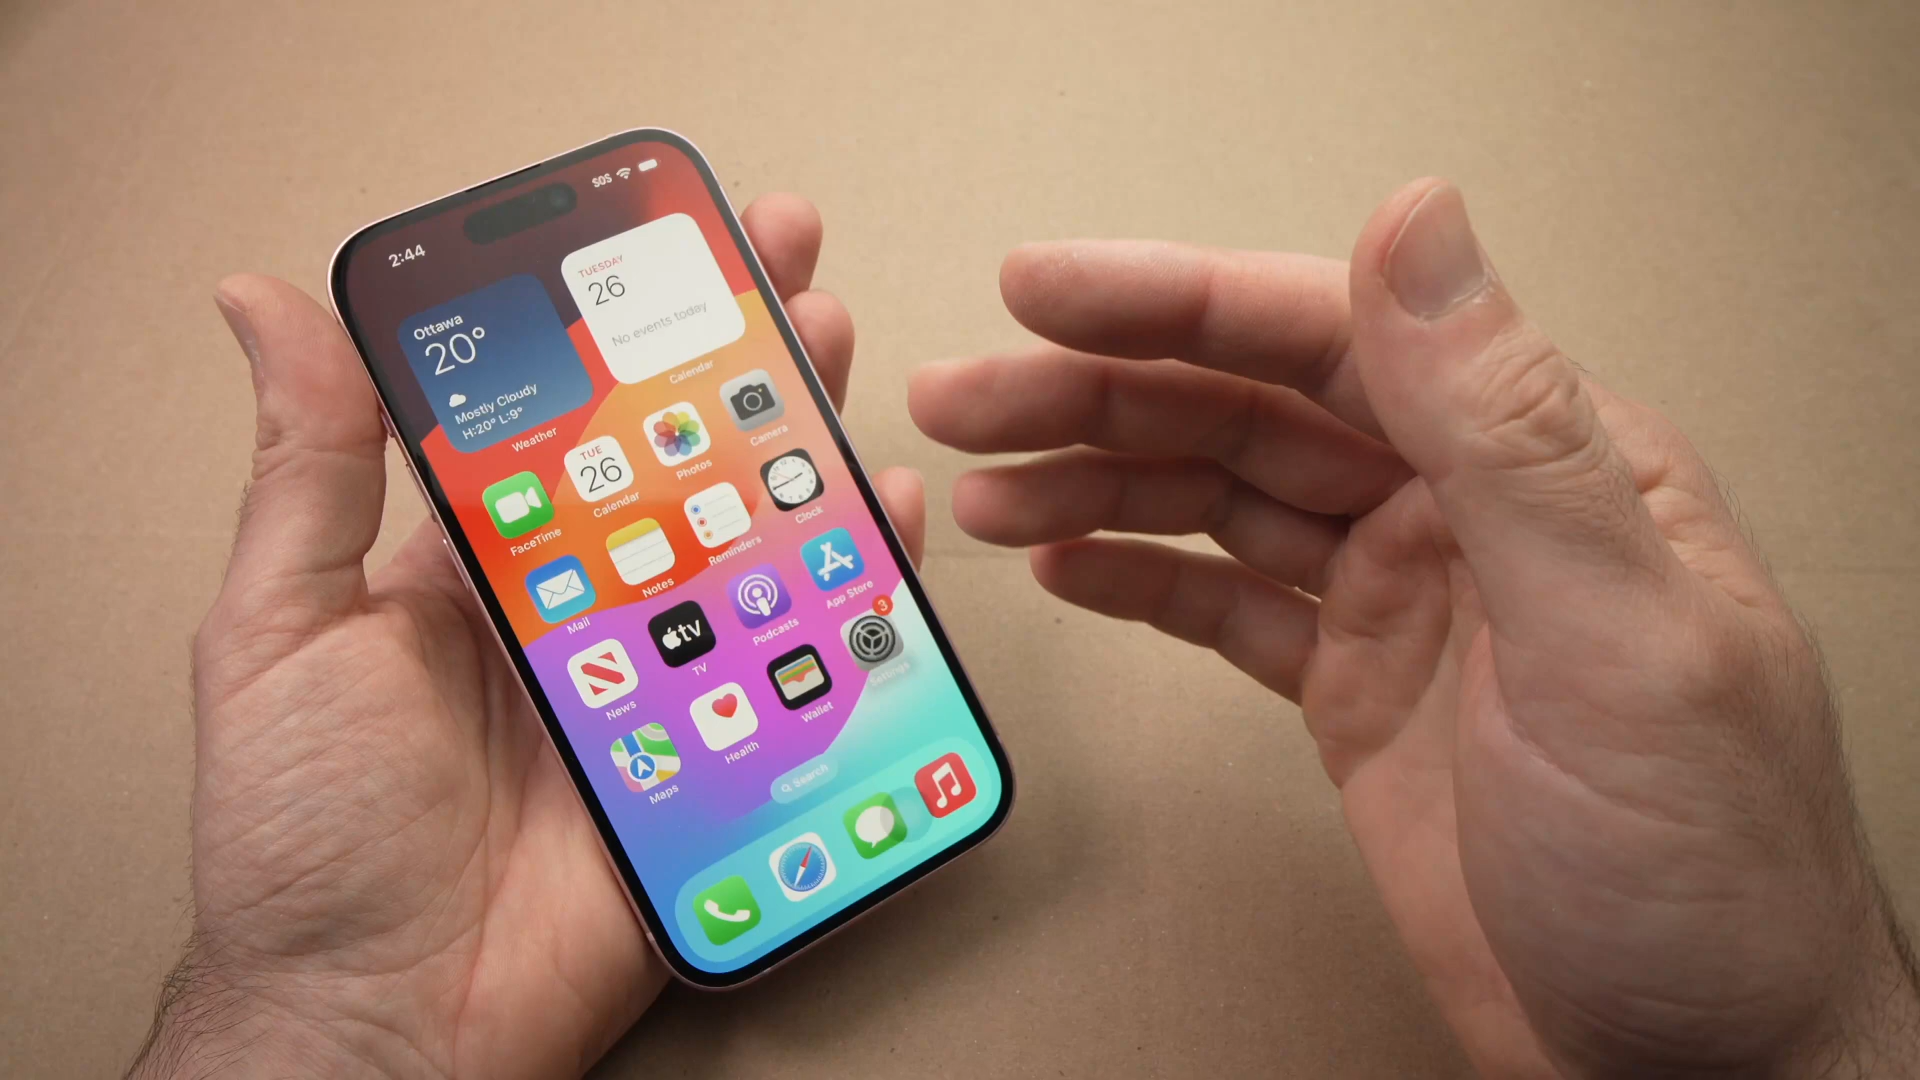 2:44
SOS
Ottawa
20°
Mostly Cloudy
H:20° L:9°
Weather
TUESDAY
26
No events today
Calendar
FaceTime
TUE
26
Calendar
Photos
Camera
Mail
Notes
Reminders
Clock
News
tv
TV
Podcasts
App Store
Maps
Health
Wallet
3
Settings
Search